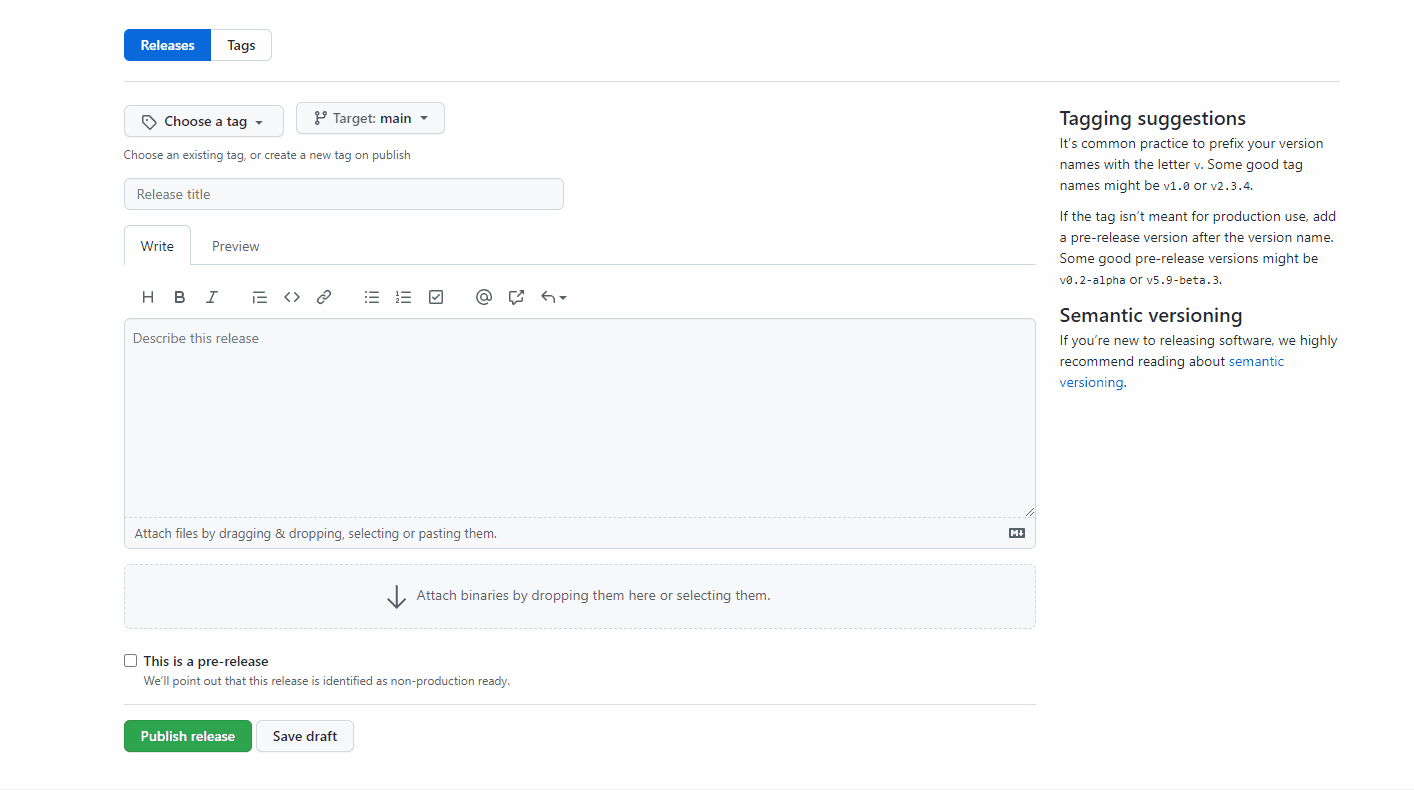 Releases Tags
Choose a tag Target: main
Choose an existing tag, or create a new tag on publish
Release title
Write Preview
H B I @
Describe this release
Attach files by dragging & dropping, selecting or pasting them.
Attach binaries by dropping them here or selecting them.
This is a pre-release
We’ll point out that this release is identified as non-production ready.
Publish release Save draft
Tagging suggestions
It’s common practice to prefix your version
names with the letter v. Some good tag
names might be v1.0 or v2.3.4.
If the tag isn’t meant for production use, add
a pre-release version after the version name.
Some good pre-release versions might be
v0.2-alpha or v5.9-beta.3.
Semantic versioning
If you’re new to releasing software, we highly
recommend reading about semantic
versioning.